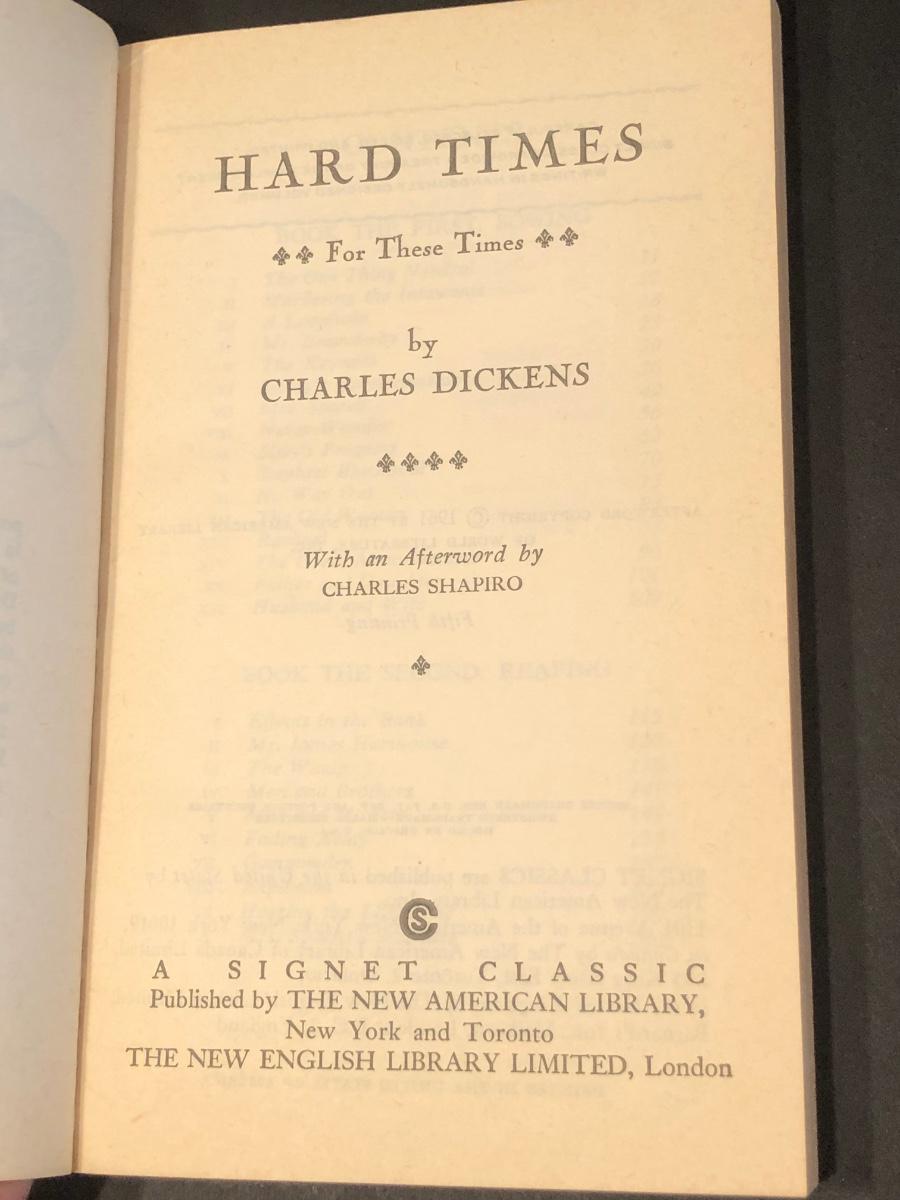 HARD TIMES
For These Times
by
CHARLES DICKENS
With an Afterword by
CHARLES SHAPIRO
CS
A SIGNET CLASSIC
Published by THE NEW AMERICAN LIBRARY,
New York and Toronto
THE NEW ENGLISH LIBRARY LIMITED, London